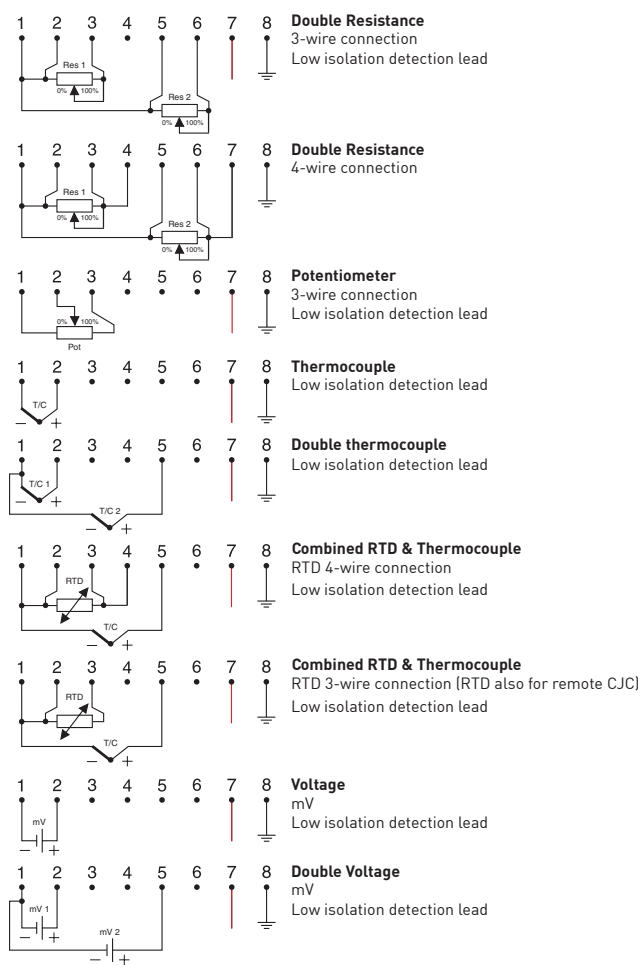 1 2 3 4 5 6 7 8
Double Resistance
3-wire connection
Low isolation detection lead
Res 1
0% 100%
Res 2
0% 100%
1 2 3 4 5 6 7 8
Double Resistance
4-wire connection
Res 1
0% 100%
Res 2
0% 100%
1 2 3 4 5 6 7 8
Potentiometer
3-wire connection
Low isolation detection lead
0% 100%
Pot
1 2 3 4 5 6 7 8
Thermocouple
Low isolation detection lead
T/C
– +
1 2 3 4 5 6 7 8
Double thermocouple
Low isolation detection lead
T/C 1
– +
T/C 2
– +
1 2 3 4 5 6 7 8
Combined RTD & Thermocouple
RTD 4-wire connection
Low isolation detection lead
RTD
T/C
– +
1 2 3 4 5 6 7 8
Combined RTD & Thermocouple
RTD 3-wire connection (RTD also for remote CJC)
Low isolation detection lead
RTD
T/C
– +
1 2 3 4 5 6 7 8
Voltage
mV
Low isolation detection lead
mV
– +
1 2 3 4 5 6 7 8
Double Voltage
mV
Low isolation detection lead
mV 1
– +
mV 2
– +